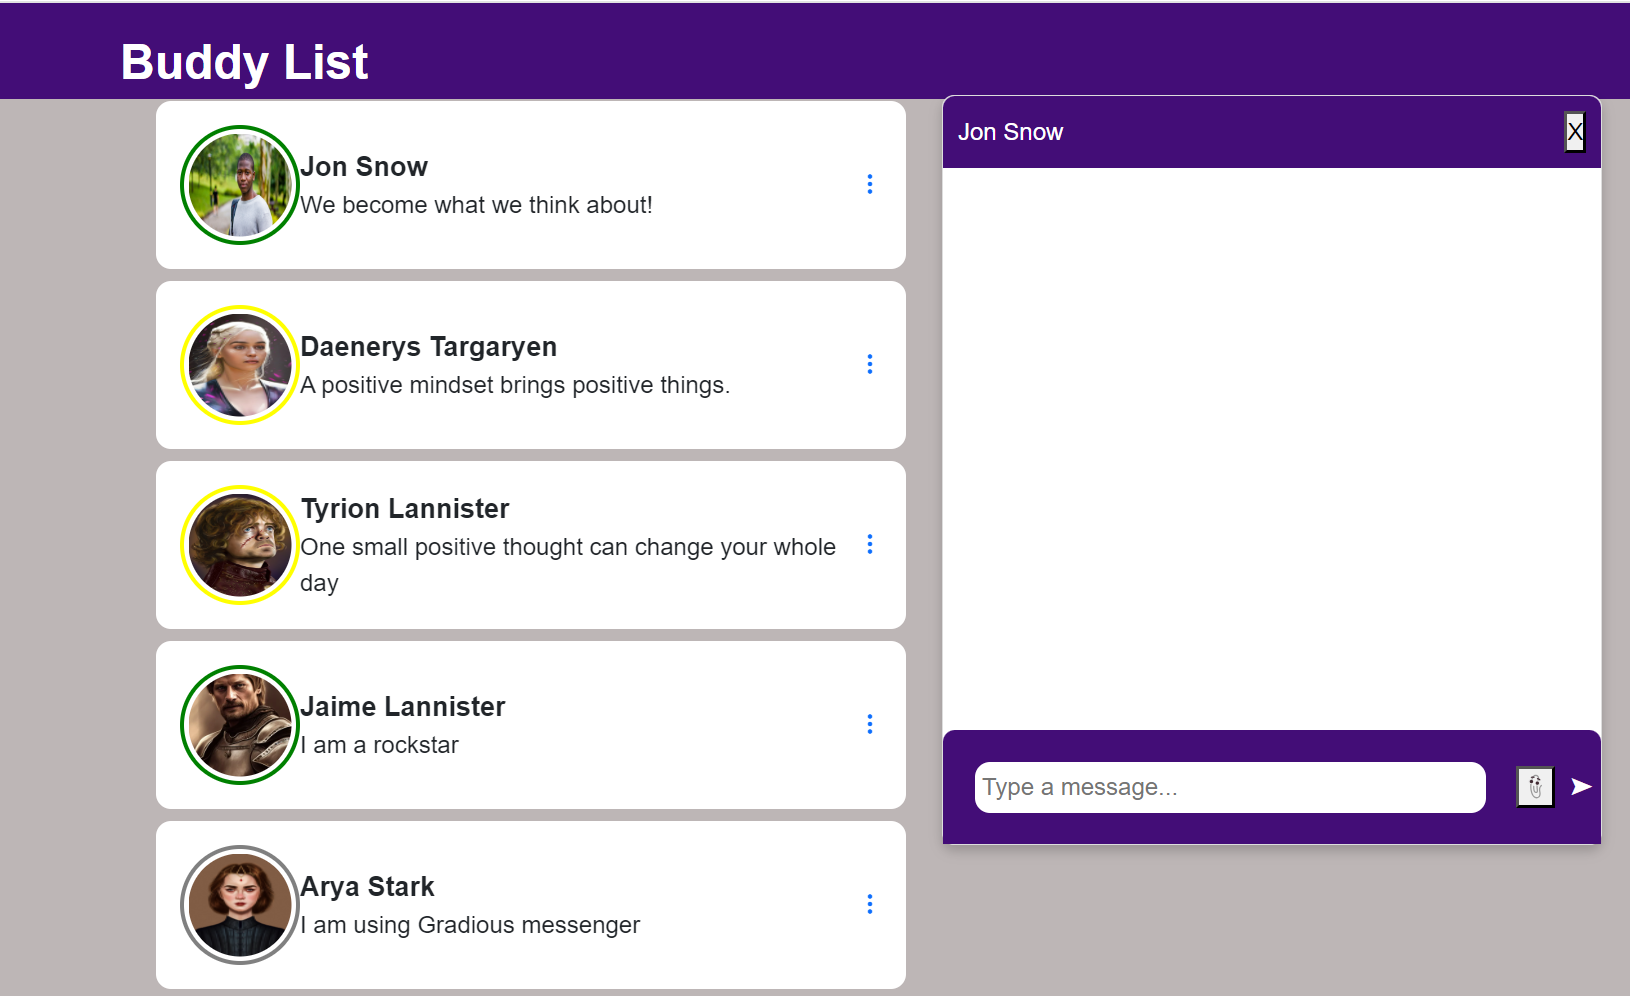 Buddy List
Jon Snow
We become what we think about!
Daenerys Targaryen
A positive mindset brings positive things.
Tyrion Lannister
One small positive thought can change your whole
day
Jaime Lannister
I am a rockstar
Arya Stark
I am using Gradious messenger
Jon Snow
X
Type a message...